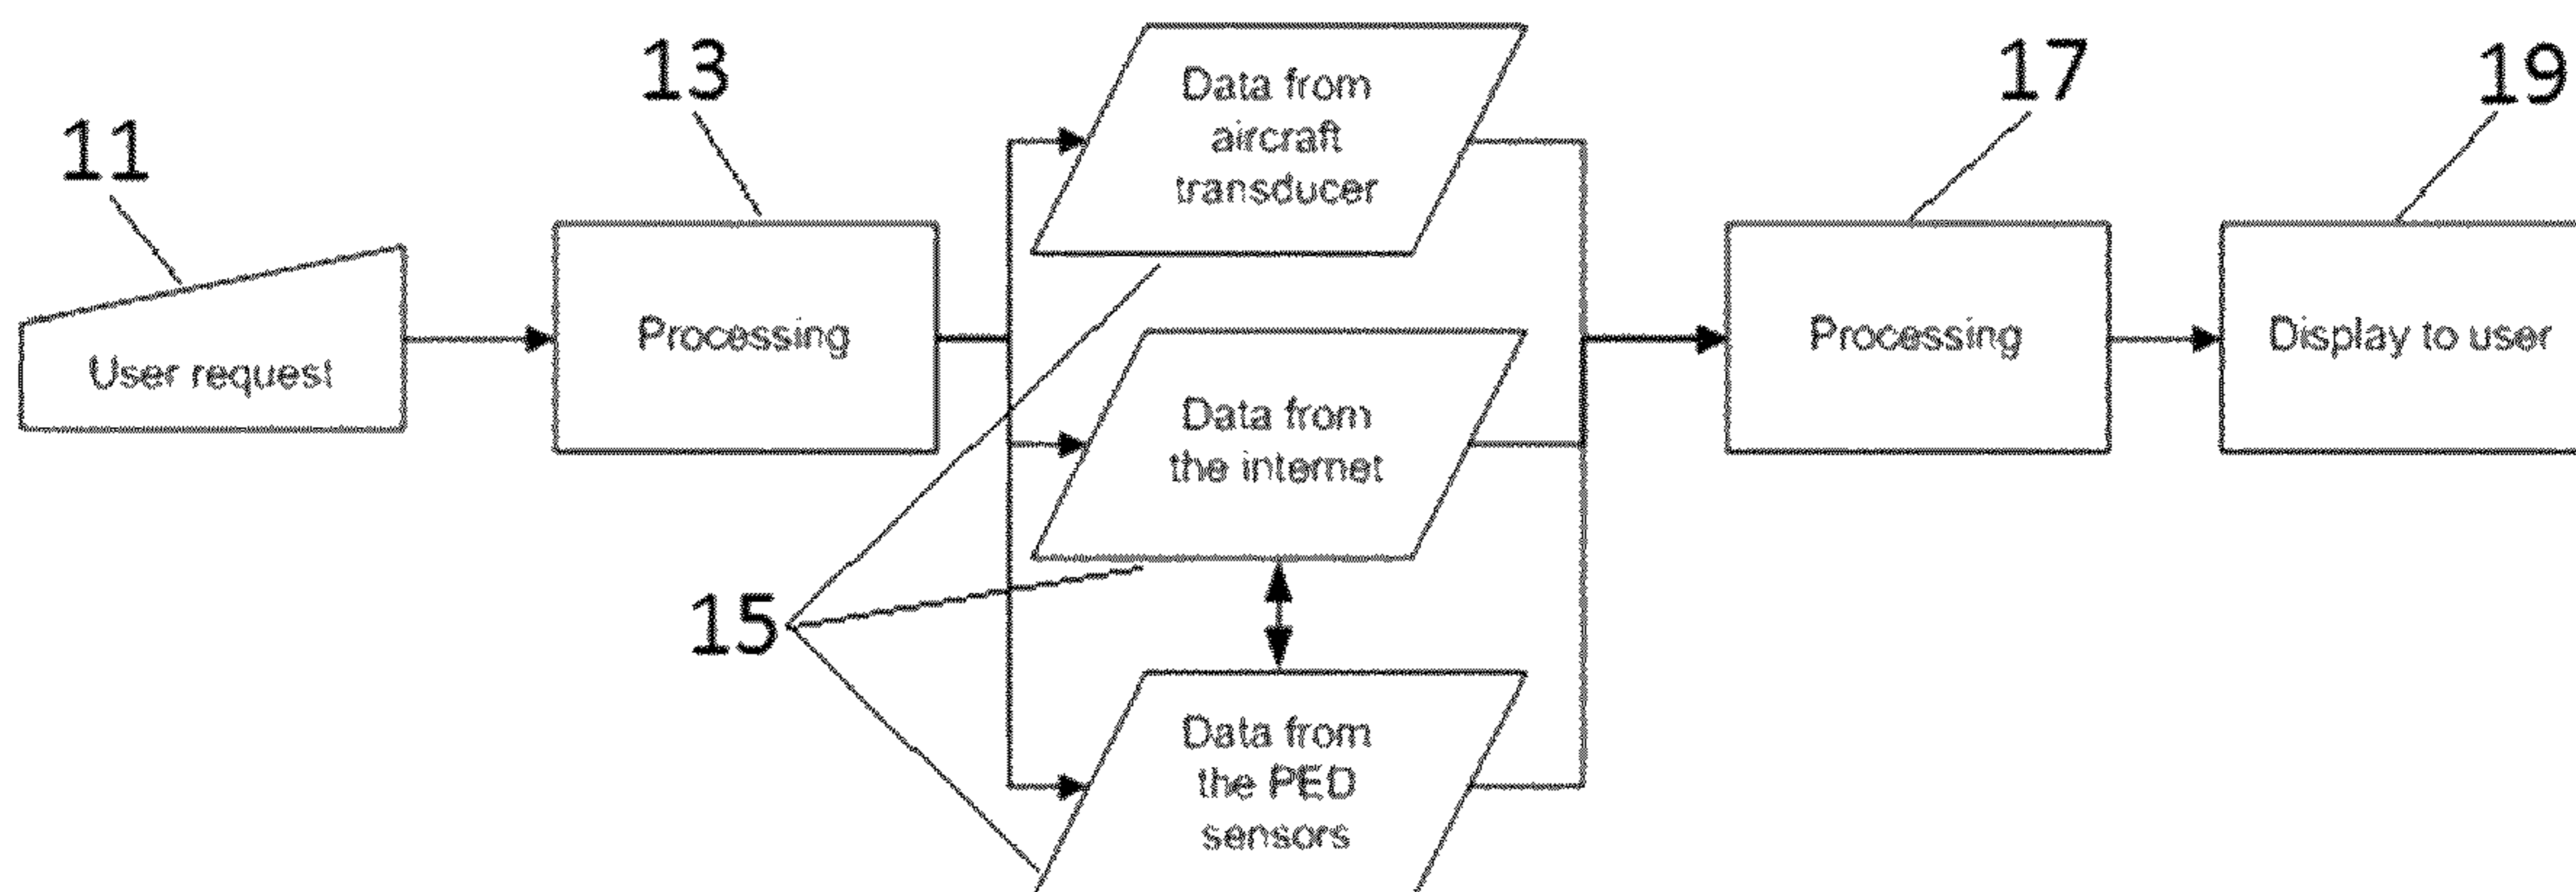 11
User request
13
Processing
Data from
aircraft
transducer
Data from
the internet
15
Data from
the PED
sensors
17
Processing
19
Display to user